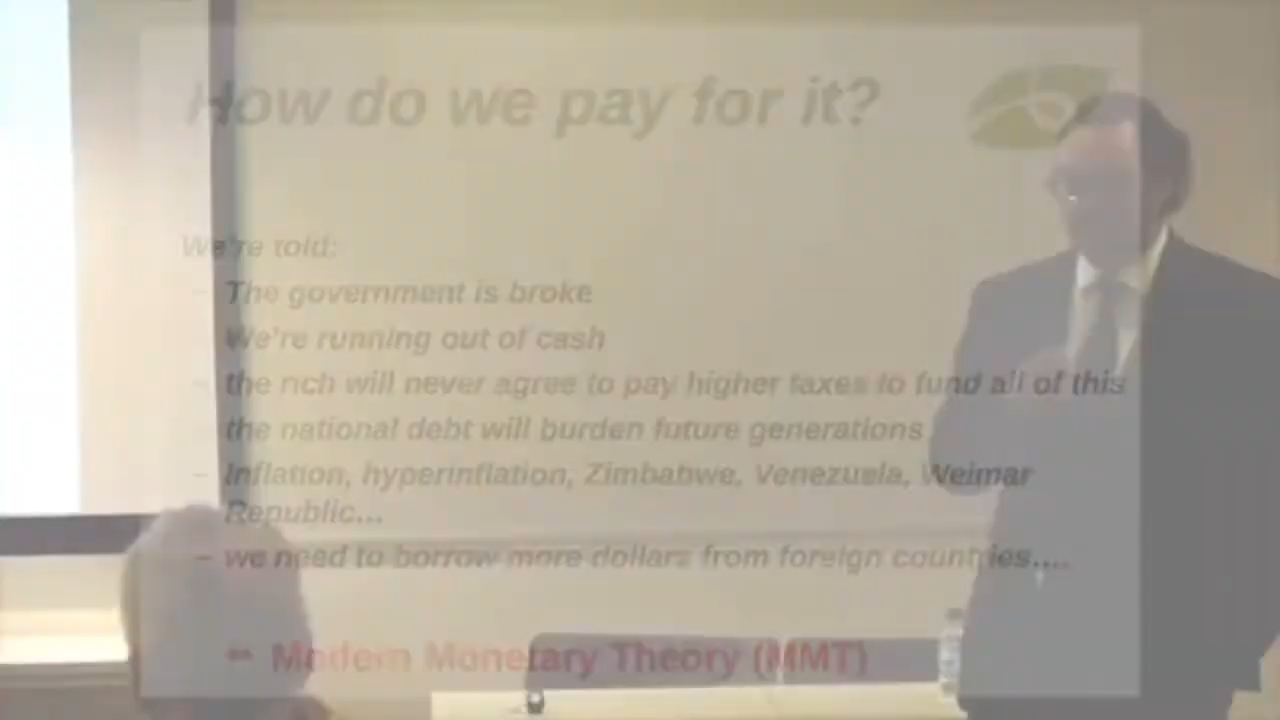 How do we pay for it?
We're told:
– The government is broke
We're running out of cash
– the rich will never agree to pay higher taxes to fund all of this
– the national debt will burden future generations
– Inflation, hyperinflation, Zimbabwe, Venezuela, Weimar
Republic...
– we need to borrow more dollars from foreign countries....
– Modern Monetary Theory (MMT)